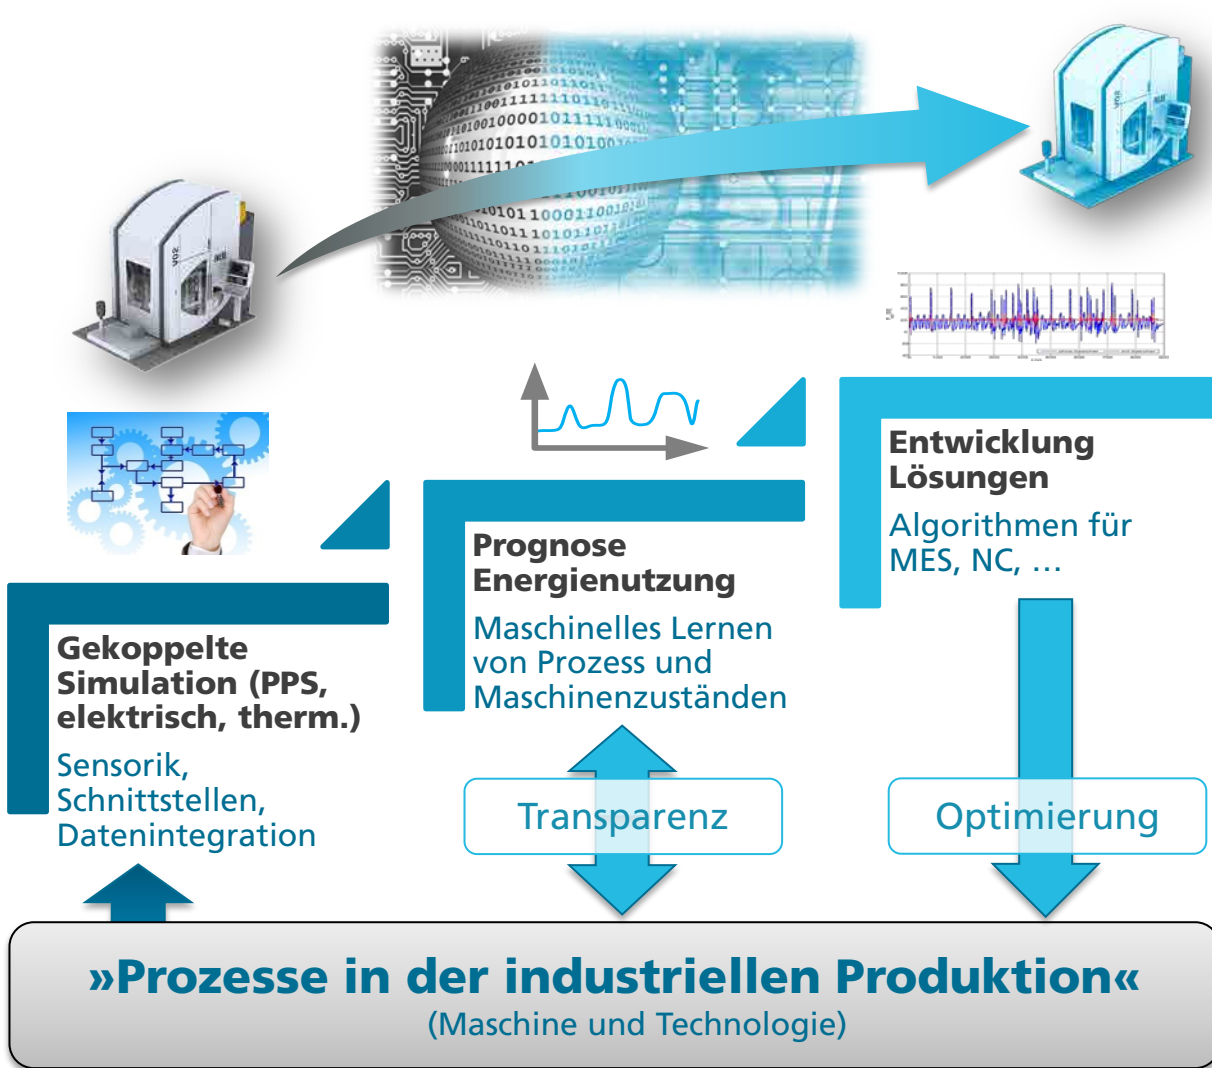 Entwicklung
Lösungen
Algorithmen für
MES, NC, …
Prognose
Energienutzung
Maschinelles Lernen
von Prozess und
Maschinenzuständen
Gekoppelte
Simulation (PPS,
elektrisch, therm.)
Sensorik,
Schnittstellen,
Datenintegration
Transparenz
Optimierung
»Prozesse in der industriellen Produktion«
(Maschine und Technologie)